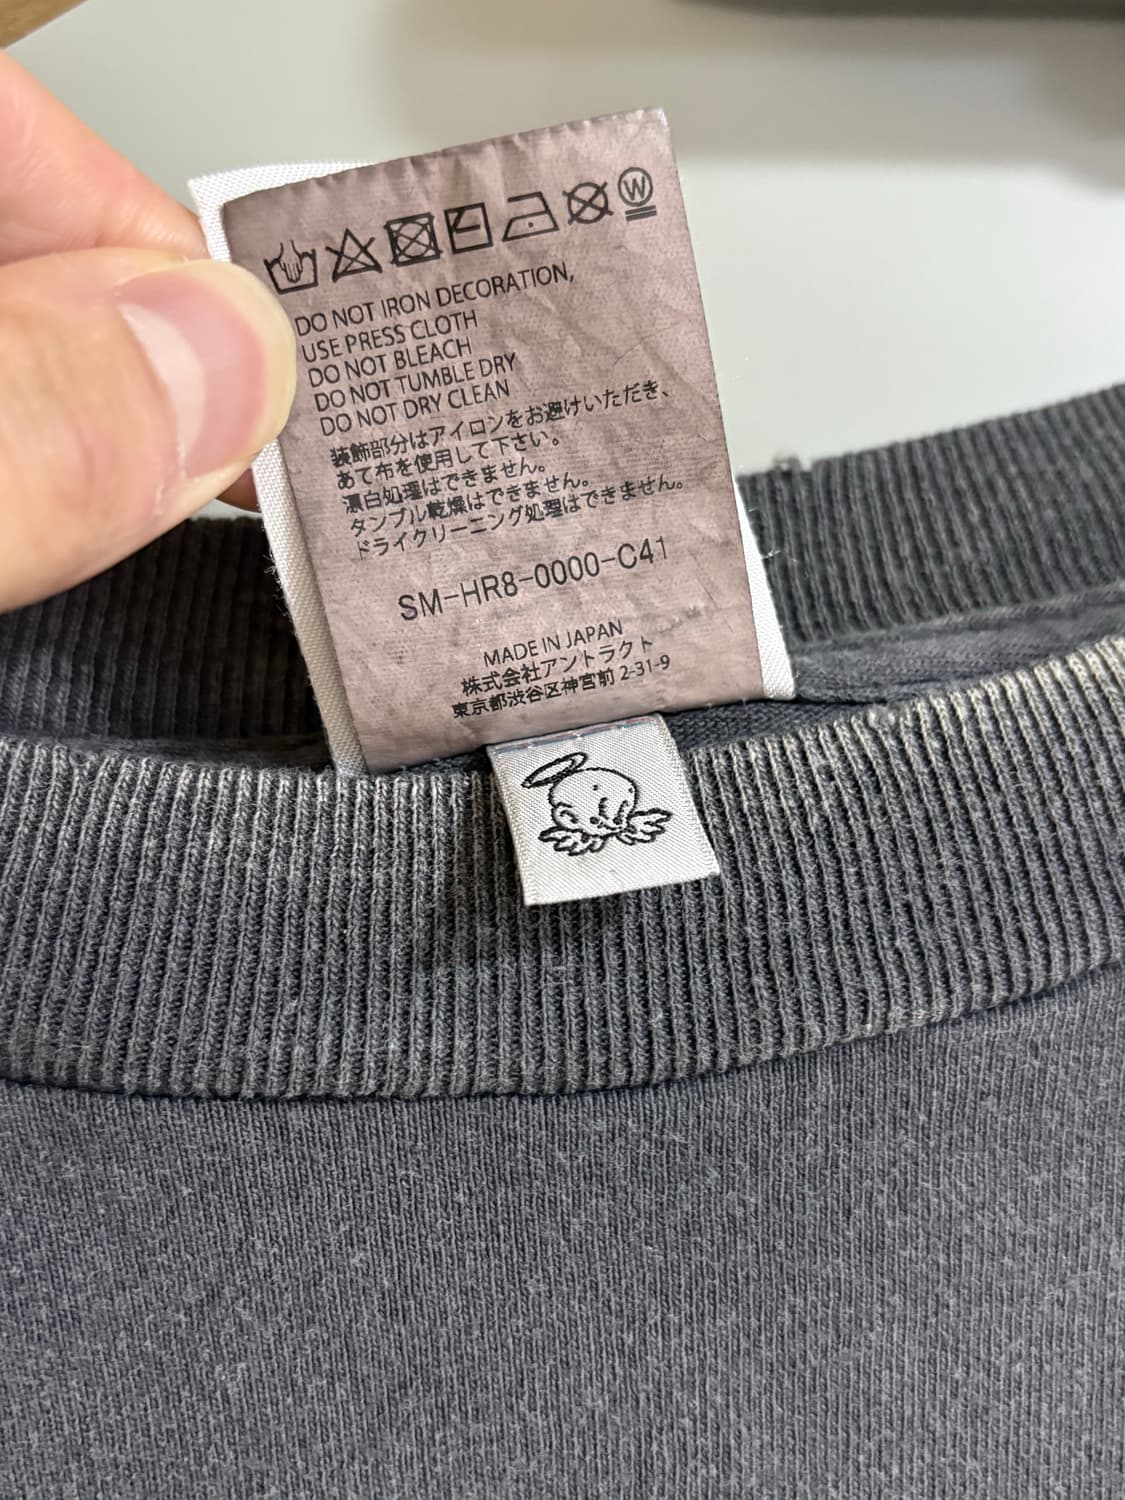 W
DO NOT IRON DECORATION,
USE PRESS CLOTH
DO NOT BLEACH
DO NOT TUMBLE DRY
DO NOT DRY CLEAN
装飾部分はアイロンをお避けいただき、
あて布を使用して下さい。
漂白処理はできません。
タンブル乾燥はできません。
ドライクリーニング処理はできません。
SM-HR8-0000-C41
MADE IN JAPAN
株式会社アントラクト
東京都渋谷区神宮前 2-31-9